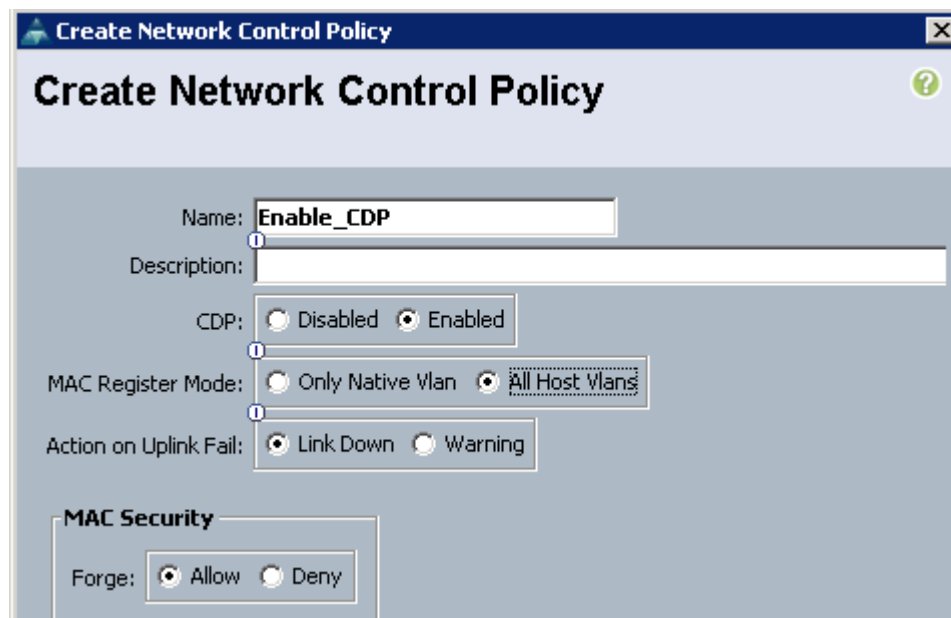 Create Network Control Policy
Create Network Control Policy
Name: Enable_CDP
Description:
CDP: Disabled Enabled
MAC Register Mode: Only Native Vlan All Host Vlans
Action on Uplink Fail: Link Down Warning
MAC Security
Forge: Allow Deny